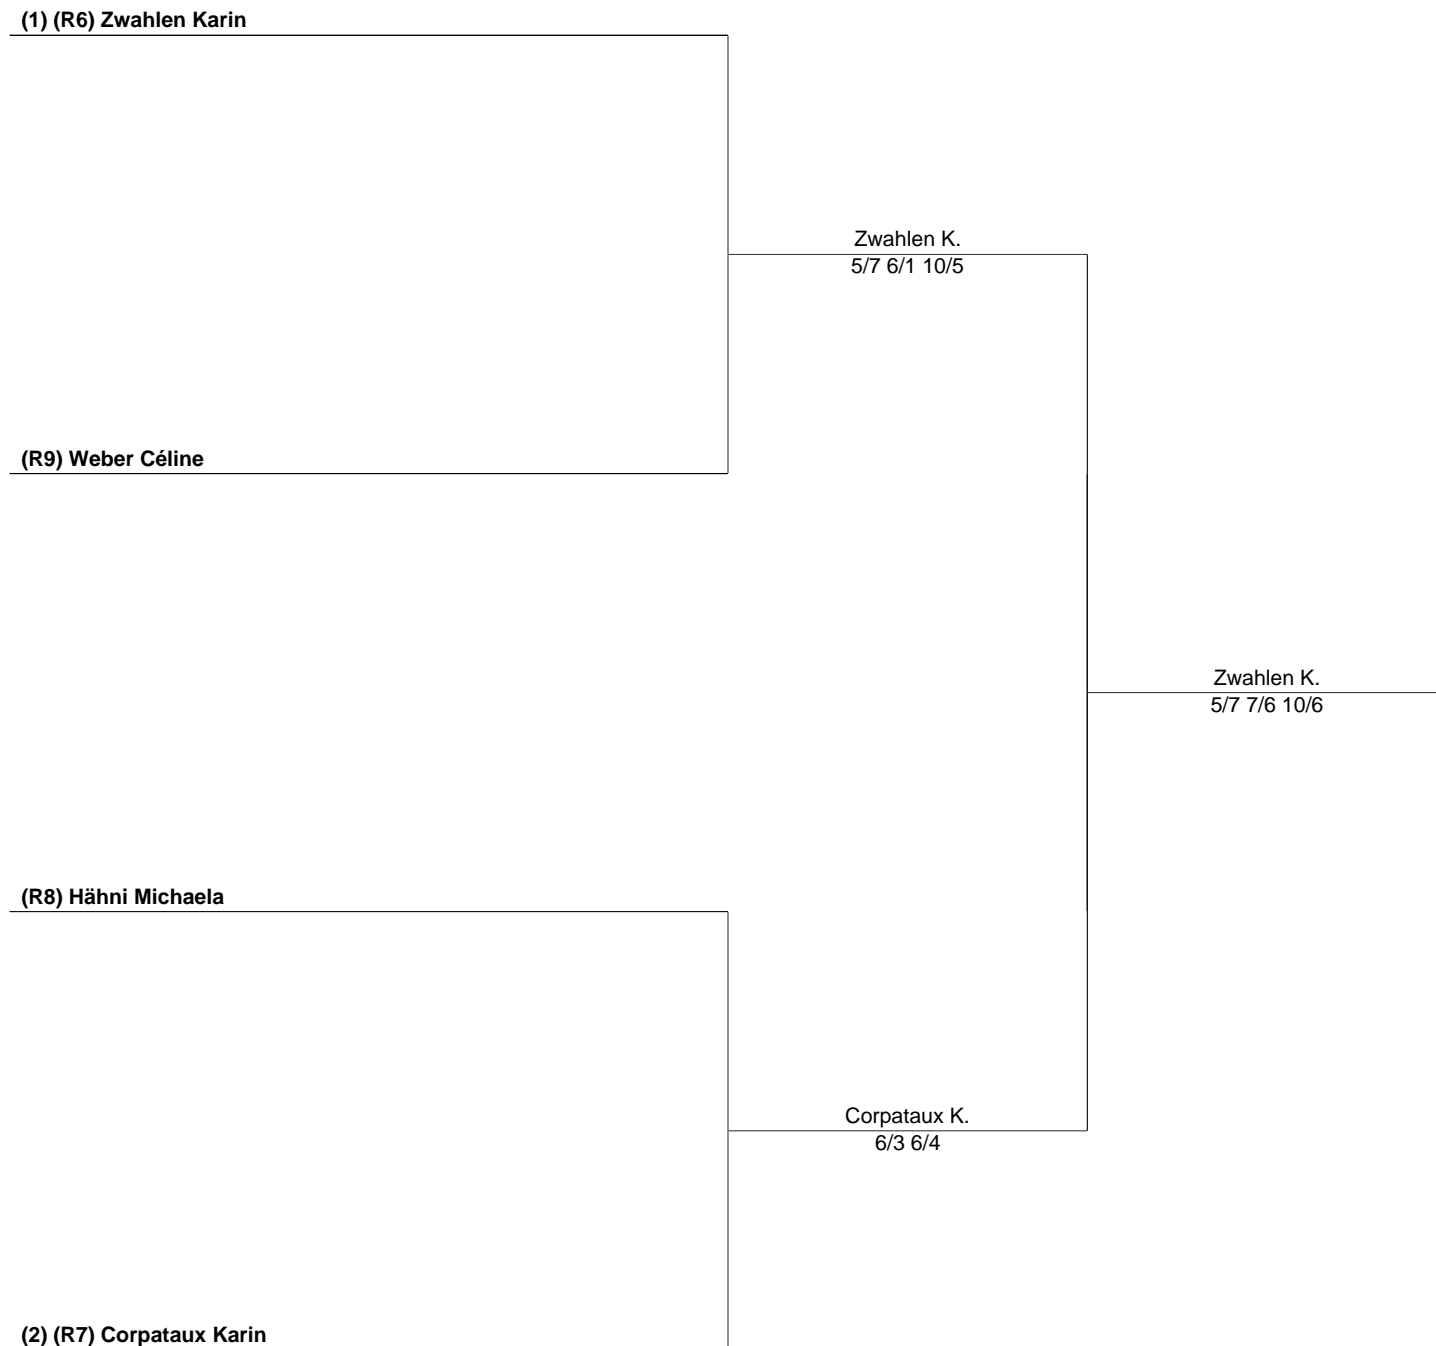 (1) (R6) Zwahlen Karin
Zwahlen K.
5/7 6/1 10/5
(R9) Weber Céline
Zwahlen K.
5/7 7/6 10/6
(R8) Hähni Michaela
Corpataux K.
6/3 6/4
(2) (R7) Corpataux Karin